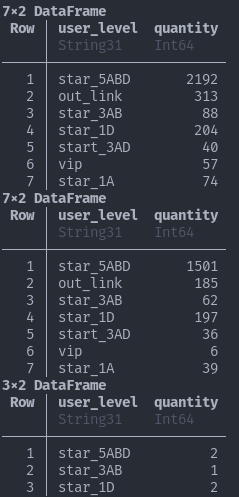 7×2 DataFrame
Row user_level quantity
String31 Int64
1 star_5ABD 2192
2 out_link 313
3 star_3AB 88
4 star_1D 204
5 start_3AD 40
6 vip 57
7 star_1A 74
7×2 DataFrame
Row user_level quantity
String31 Int64
1 star_5ABD 1501
2 out_link 185
3 star_3AB 62
4 star_1D 197
5 start_3AD 36
6 vip 6
7 star_1A 39
3×2 DataFrame
Row user_level quantity
String31 Int64
1 star_5ABD 2
2 star_3AB 1
3 star_1D 2